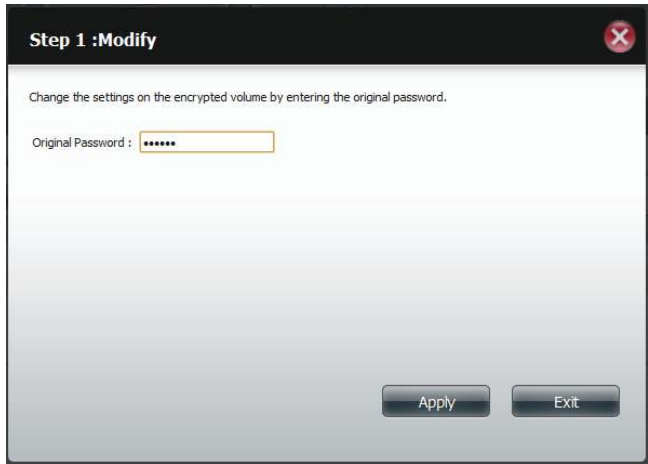 Step 1 :Modify
Change the settings on the encrypted volume by entering the original password.
Original Password : ••••••
Apply Exit